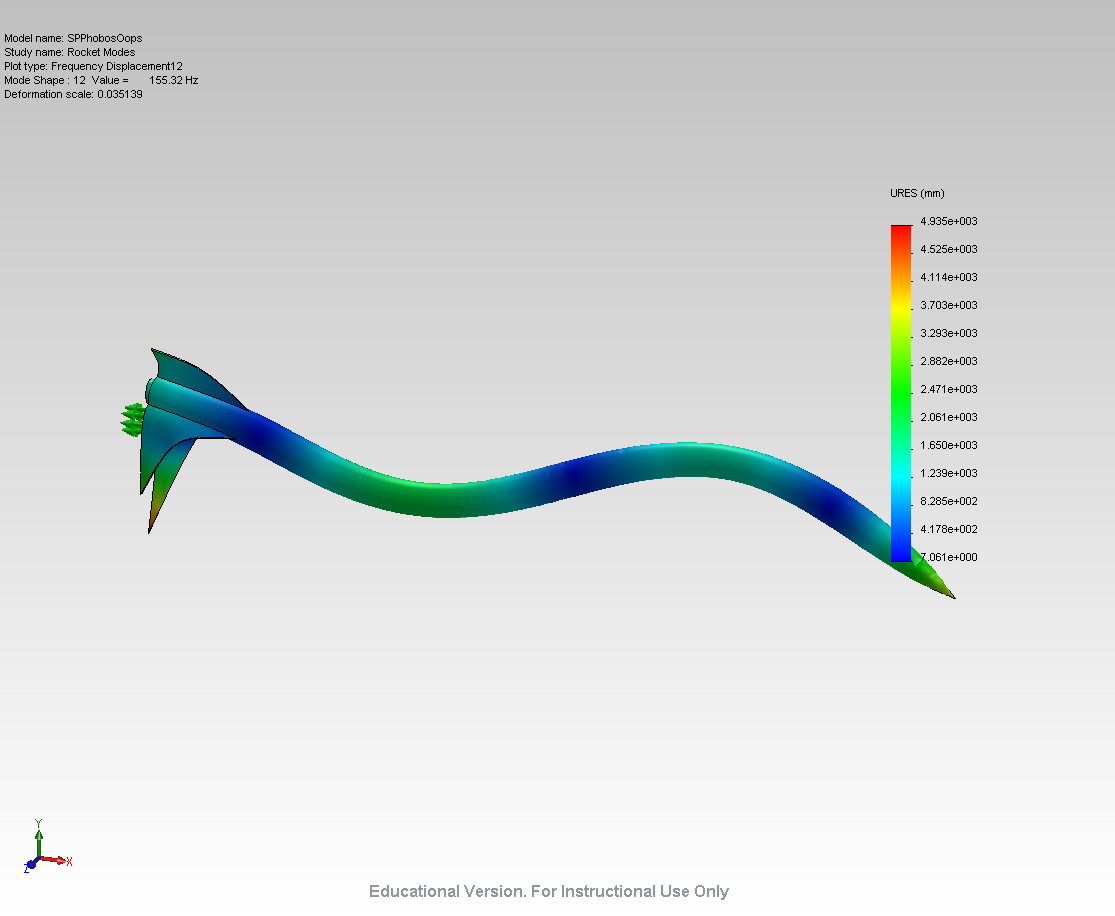 Model name: SPPhobosOops
Study name: Rocket Modes
Plot type: Frequency Displacement12
Mode Shape : 12 Value = 155.32 Hz
Deformation scale: 0.035139
URES (mm)
4.935e+003
4.525e+003
4.114e+003
3.703e+003
3.293e+003
2.882e+003
2.471e+003
2.061e+003
1.650e+003
1.239e+003
8.285e+002
4.178e+002
7.061e+000
Y
X
Z
Educational Version. For Instructional Use Only